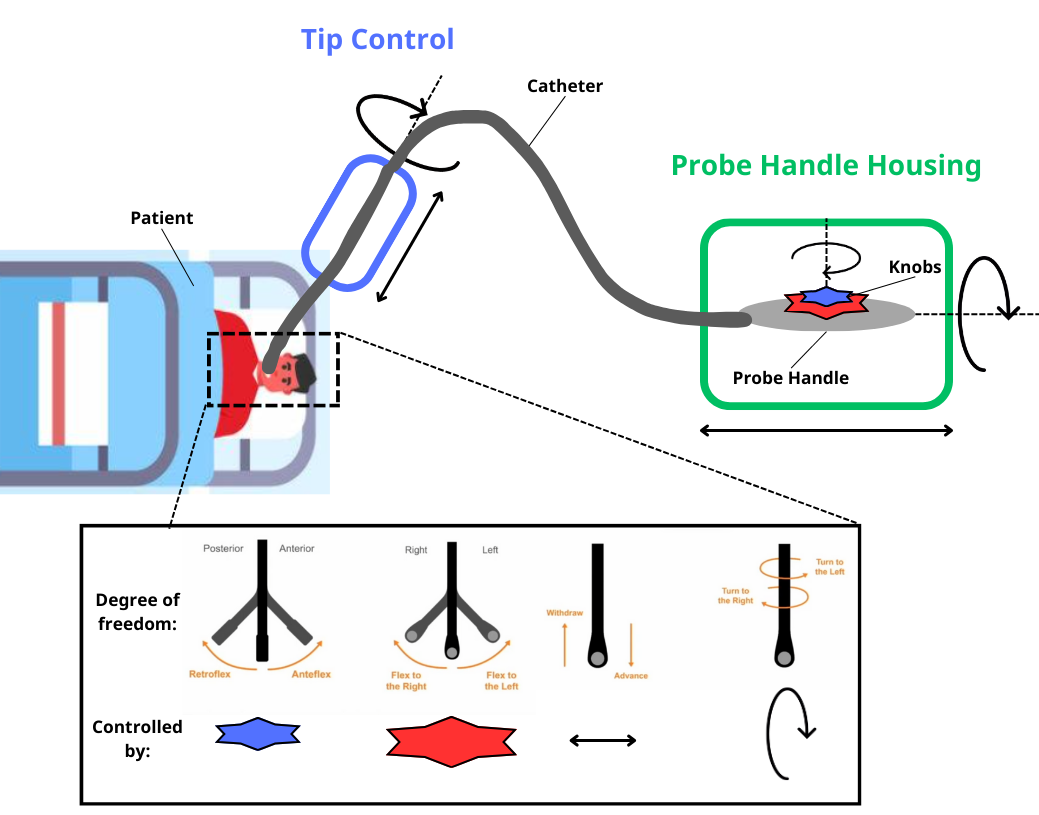 Tip Control
Catheter
Probe Handle Housing
Patient
Knobs
Probe Handle
Degree of
freedom:
Posterior
Anterior
Retroflex
Anteflex
Right
Left
Flex to
the Right
Flex to
the Left
Withdraw
Advance
Turn to
the Left
Turn to
the Right
Controlled
by: